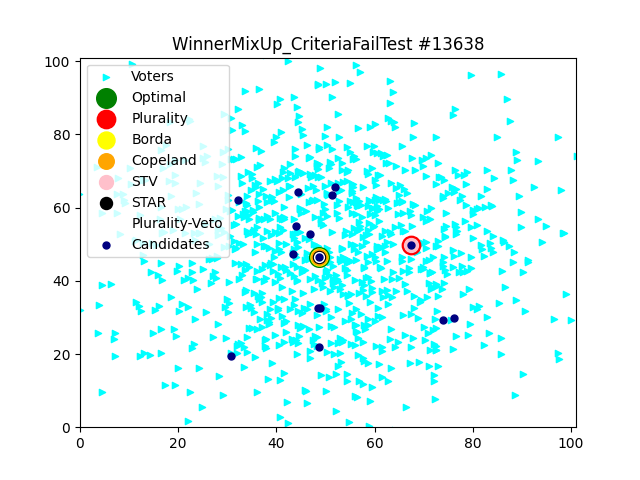 WinnerMixUp_CriteriaFailTest #13638
Voters
Optimal
Plurality
Borda
Copeland
STV
STAR
Plurality-Veto
Candidates
100
80
60
40
20
0
0 20 40 60 80 100